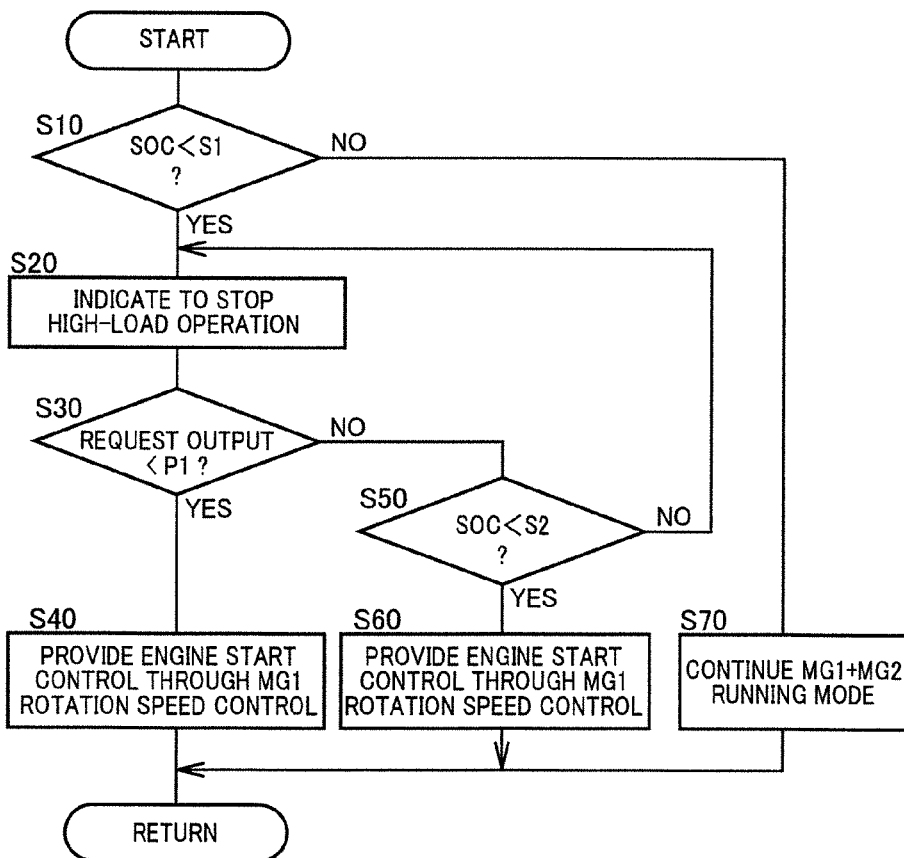 START
S10
SOC<S1
?
NO
YES
S20
INDICATE TO STOP
HIGH-LOAD OPERATION
S30
REQUEST OUTPUT
<P1 ?
NO
YES
S50
SOC<S2
?
NO
YES
S40
PROVIDE ENGINE START
CONTROL THROUGH MG1
ROTATION SPEED CONTROL
S60
PROVIDE ENGINE START
CONTROL THROUGH MG1
ROTATION SPEED CONTROL
S70
CONTINUE MG1+MG2
RUNNING MODE
RETURN